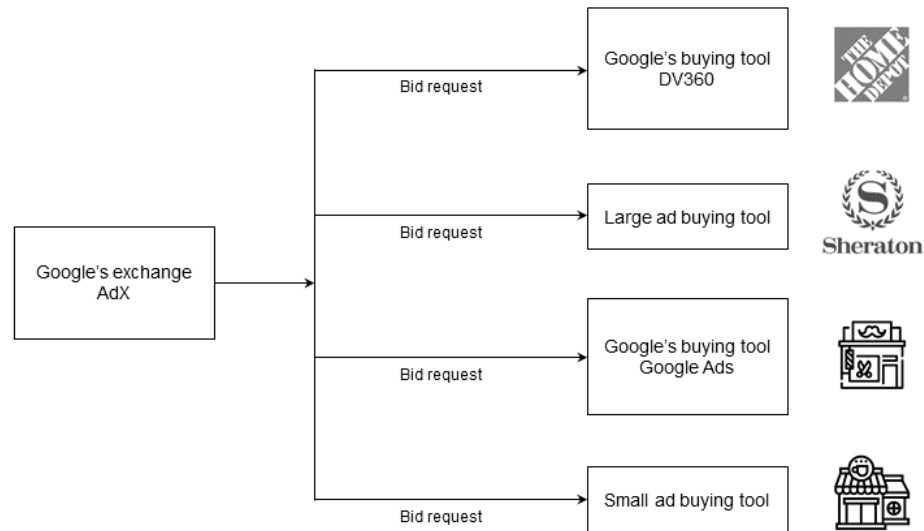 Google's buying tool
DV360
THE
HOME
DEPOT
Bid request
Large ad buying tool
S
Sheraton
Bid request
Google's exchange
AdX
Google's buying tool
Google Ads
Bid request
Small ad buying tool
Bid request